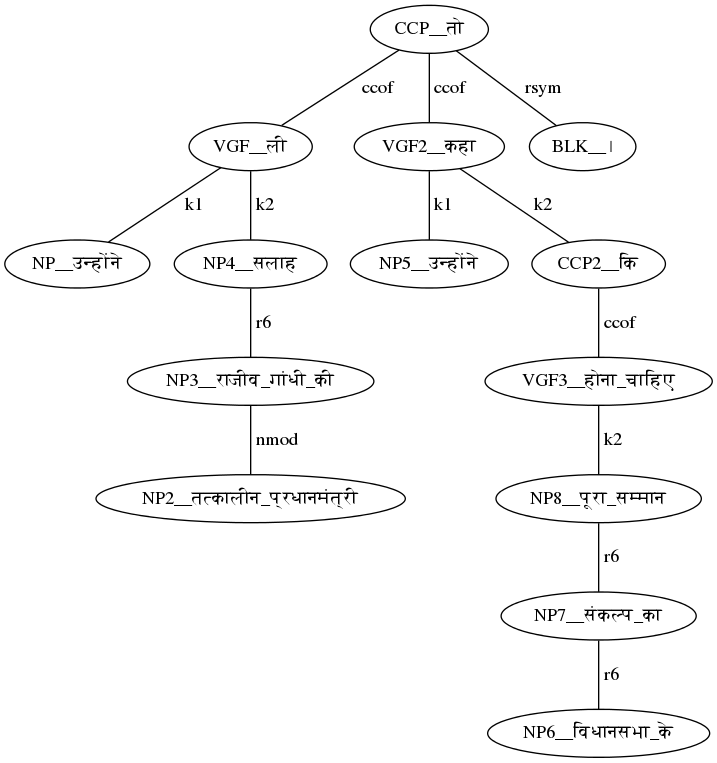 CCP__तो
ccof ccof rsym
VGF__ली VGF2__कहा BLK__।
k1 k2 k1 k2
NP__उन्होंने NP4__सलाह NP5__उन्होंने CCP2__कि
r6 ccof
NP3__राजीव_गांधी_की VGF3__होना_चाहिए
nmod k2
NP2__तत्कालीन_प्रधानमंत्री NP8__पूरा_सम्मान
r6
NP7__संकल्प_का
r6
NP6__विधानसभा_के